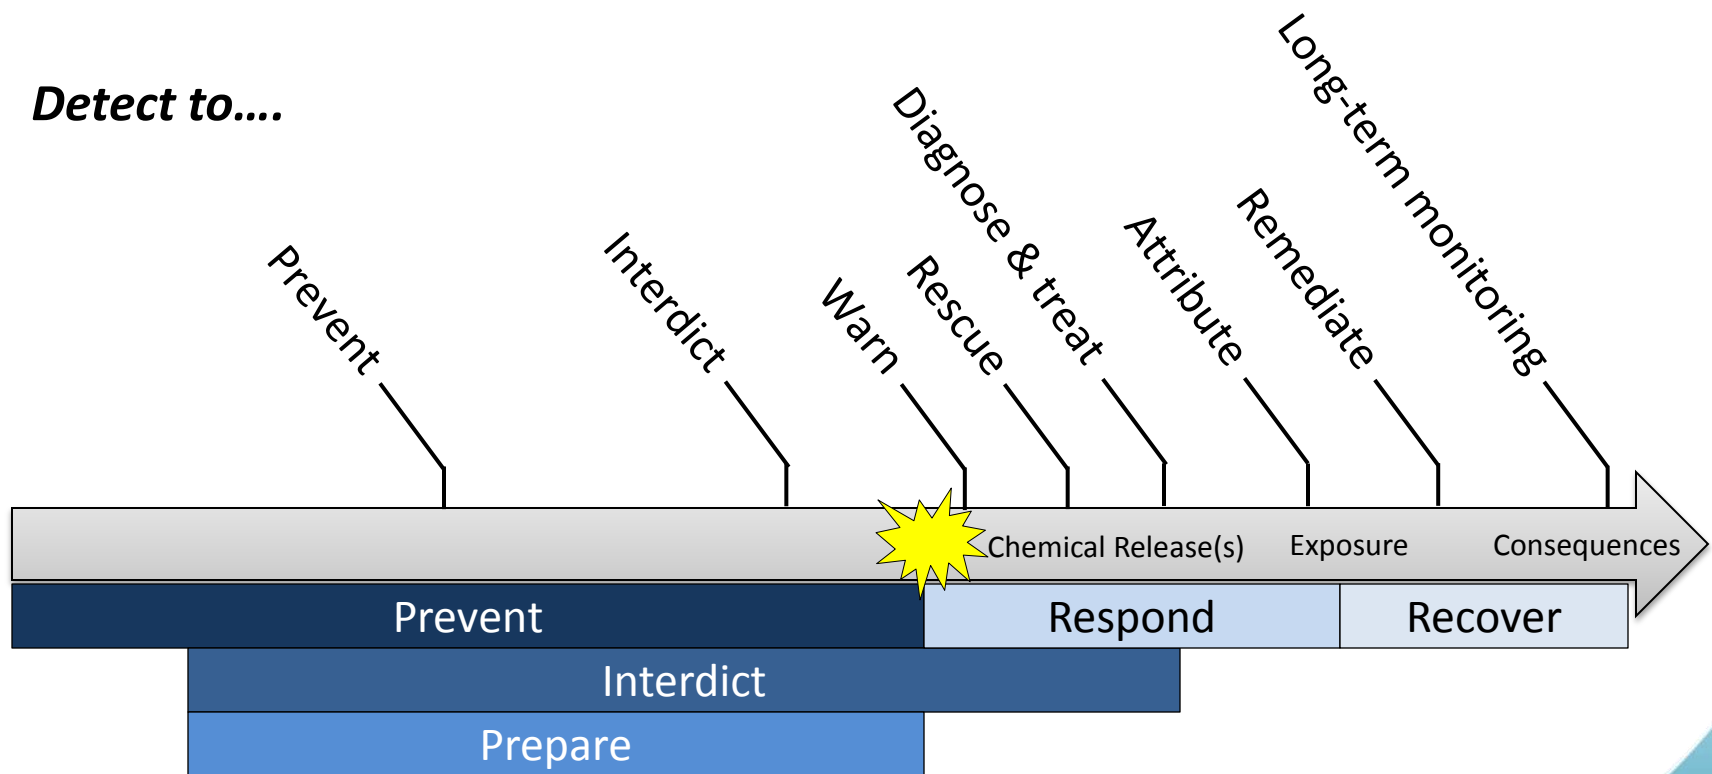 Detect to....
Prevent
Interdict
Warn
Rescue
Diagnose & treat
Attribute
Remediate
Long-term monitoring
Chemical Release(s)
Exposure
Consequences
Prevent
Respond
Recover
Interdict
Prepare